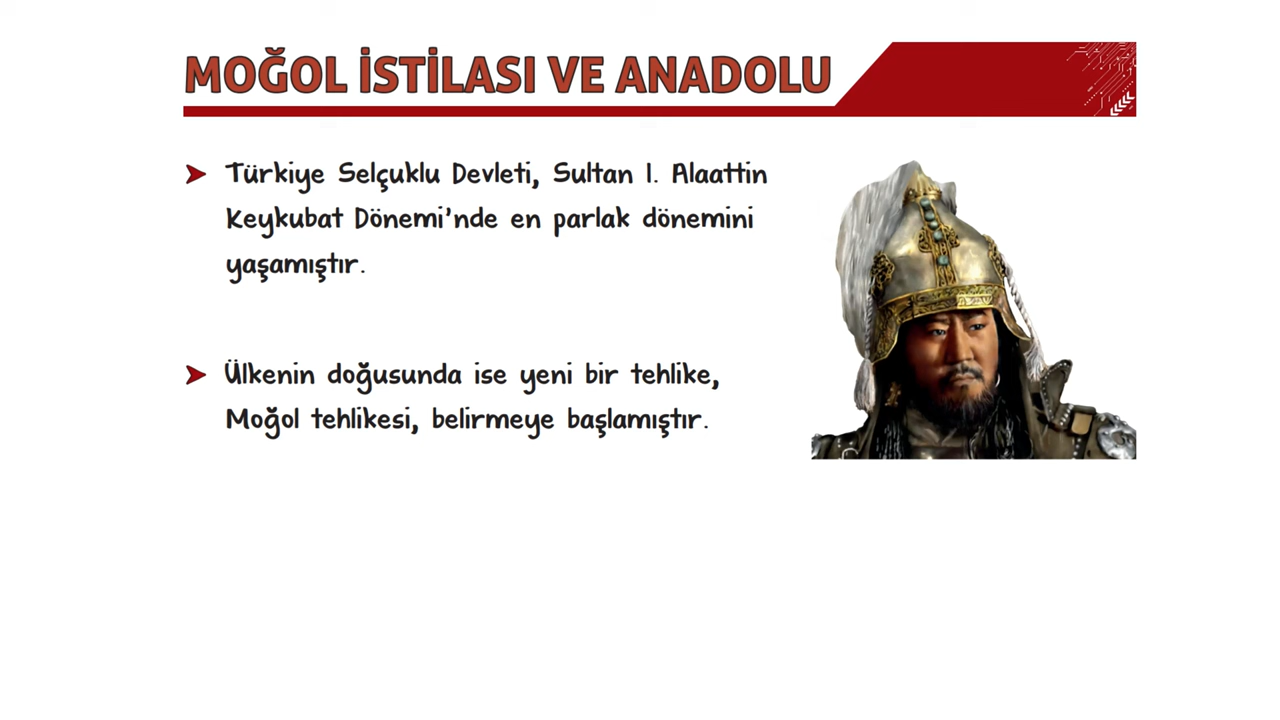 MOĞOL İSTİLASI VE ANADOLU
Türkiye Selçuklu Devleti, Sultan I. Alaattin
Keykubat Dönemi'nde en parlak dönemini
yaşamıştır.
Ülkenin doğusunda ise yeni bir tehlike,
Moğol tehlikesi, belirmeye başlamıştır.